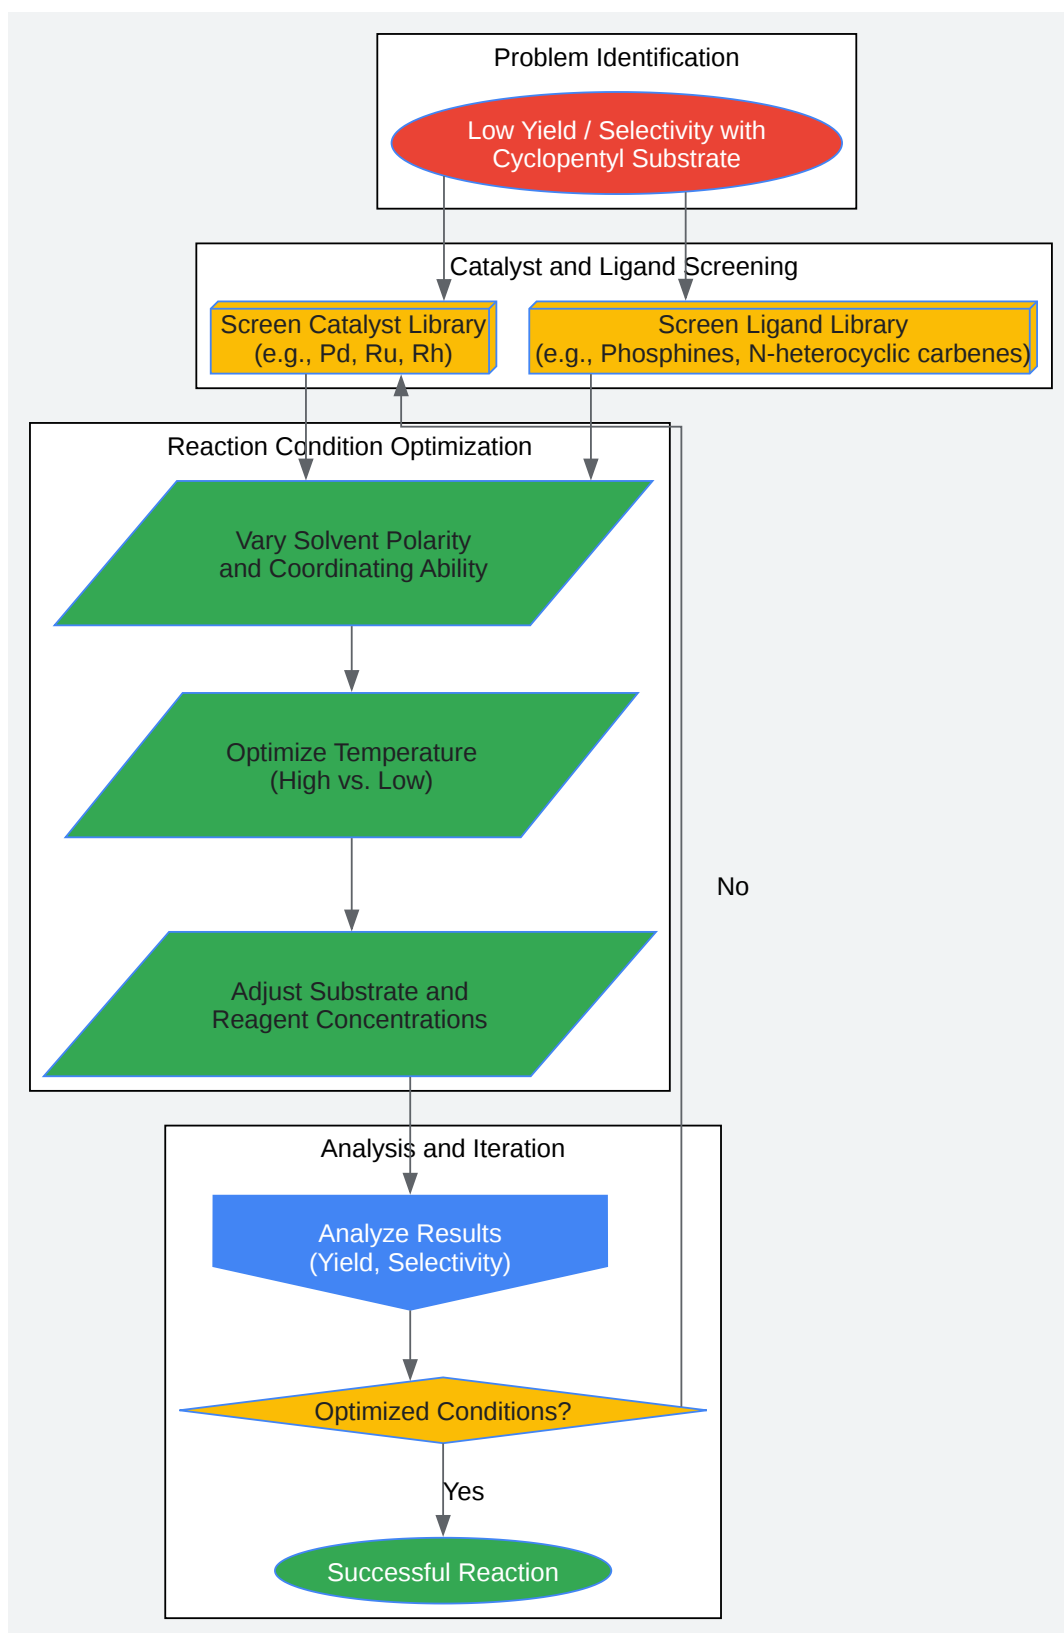 Problem Identification
Low Yield / Selectivity with
Cyclopentyl Substrate
Catalyst and Ligand Screening
Screen Catalyst Library
(e.g., Pd, Ru, Rh)
Screen Ligand Library
(e.g., Phosphines, N-heterocyclic carbenes)
Reaction Condition Optimization
Vary Solvent Polarity
and Coordinating Ability
Optimize Temperature
(High vs. Low)
No
Adjust Substrate and
Reagent Concentrations
Analysis and Iteration
Analyze Results
(Yield, Selectivity)
Optimized Conditions?
Yes
Successful Reaction